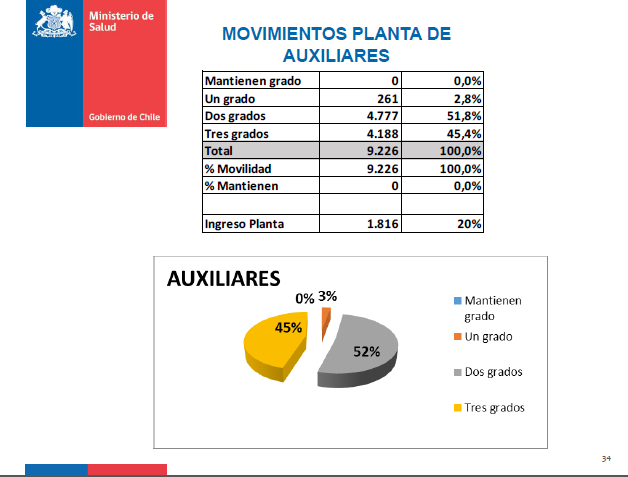 Ministerio de
Salud
Gobierno de Chile
MOVIMIENTOS PLANTA DE
AUXILIARES
Mantienen grado 0 0,0%
Un grado 261 2,8%
Dos grados 4.777 51,8%
Tres grados 4.188 45,4%
Total 9.226 100,0%
% Movilidad 9.226 100,0%
% Mantienen 0 0,0%
Ingreso Planta 1.816 20%
AUXILIARES
0% 3%
45%
52%
Mantienen
grado
Un grado
Dos grados
Tres grados
34